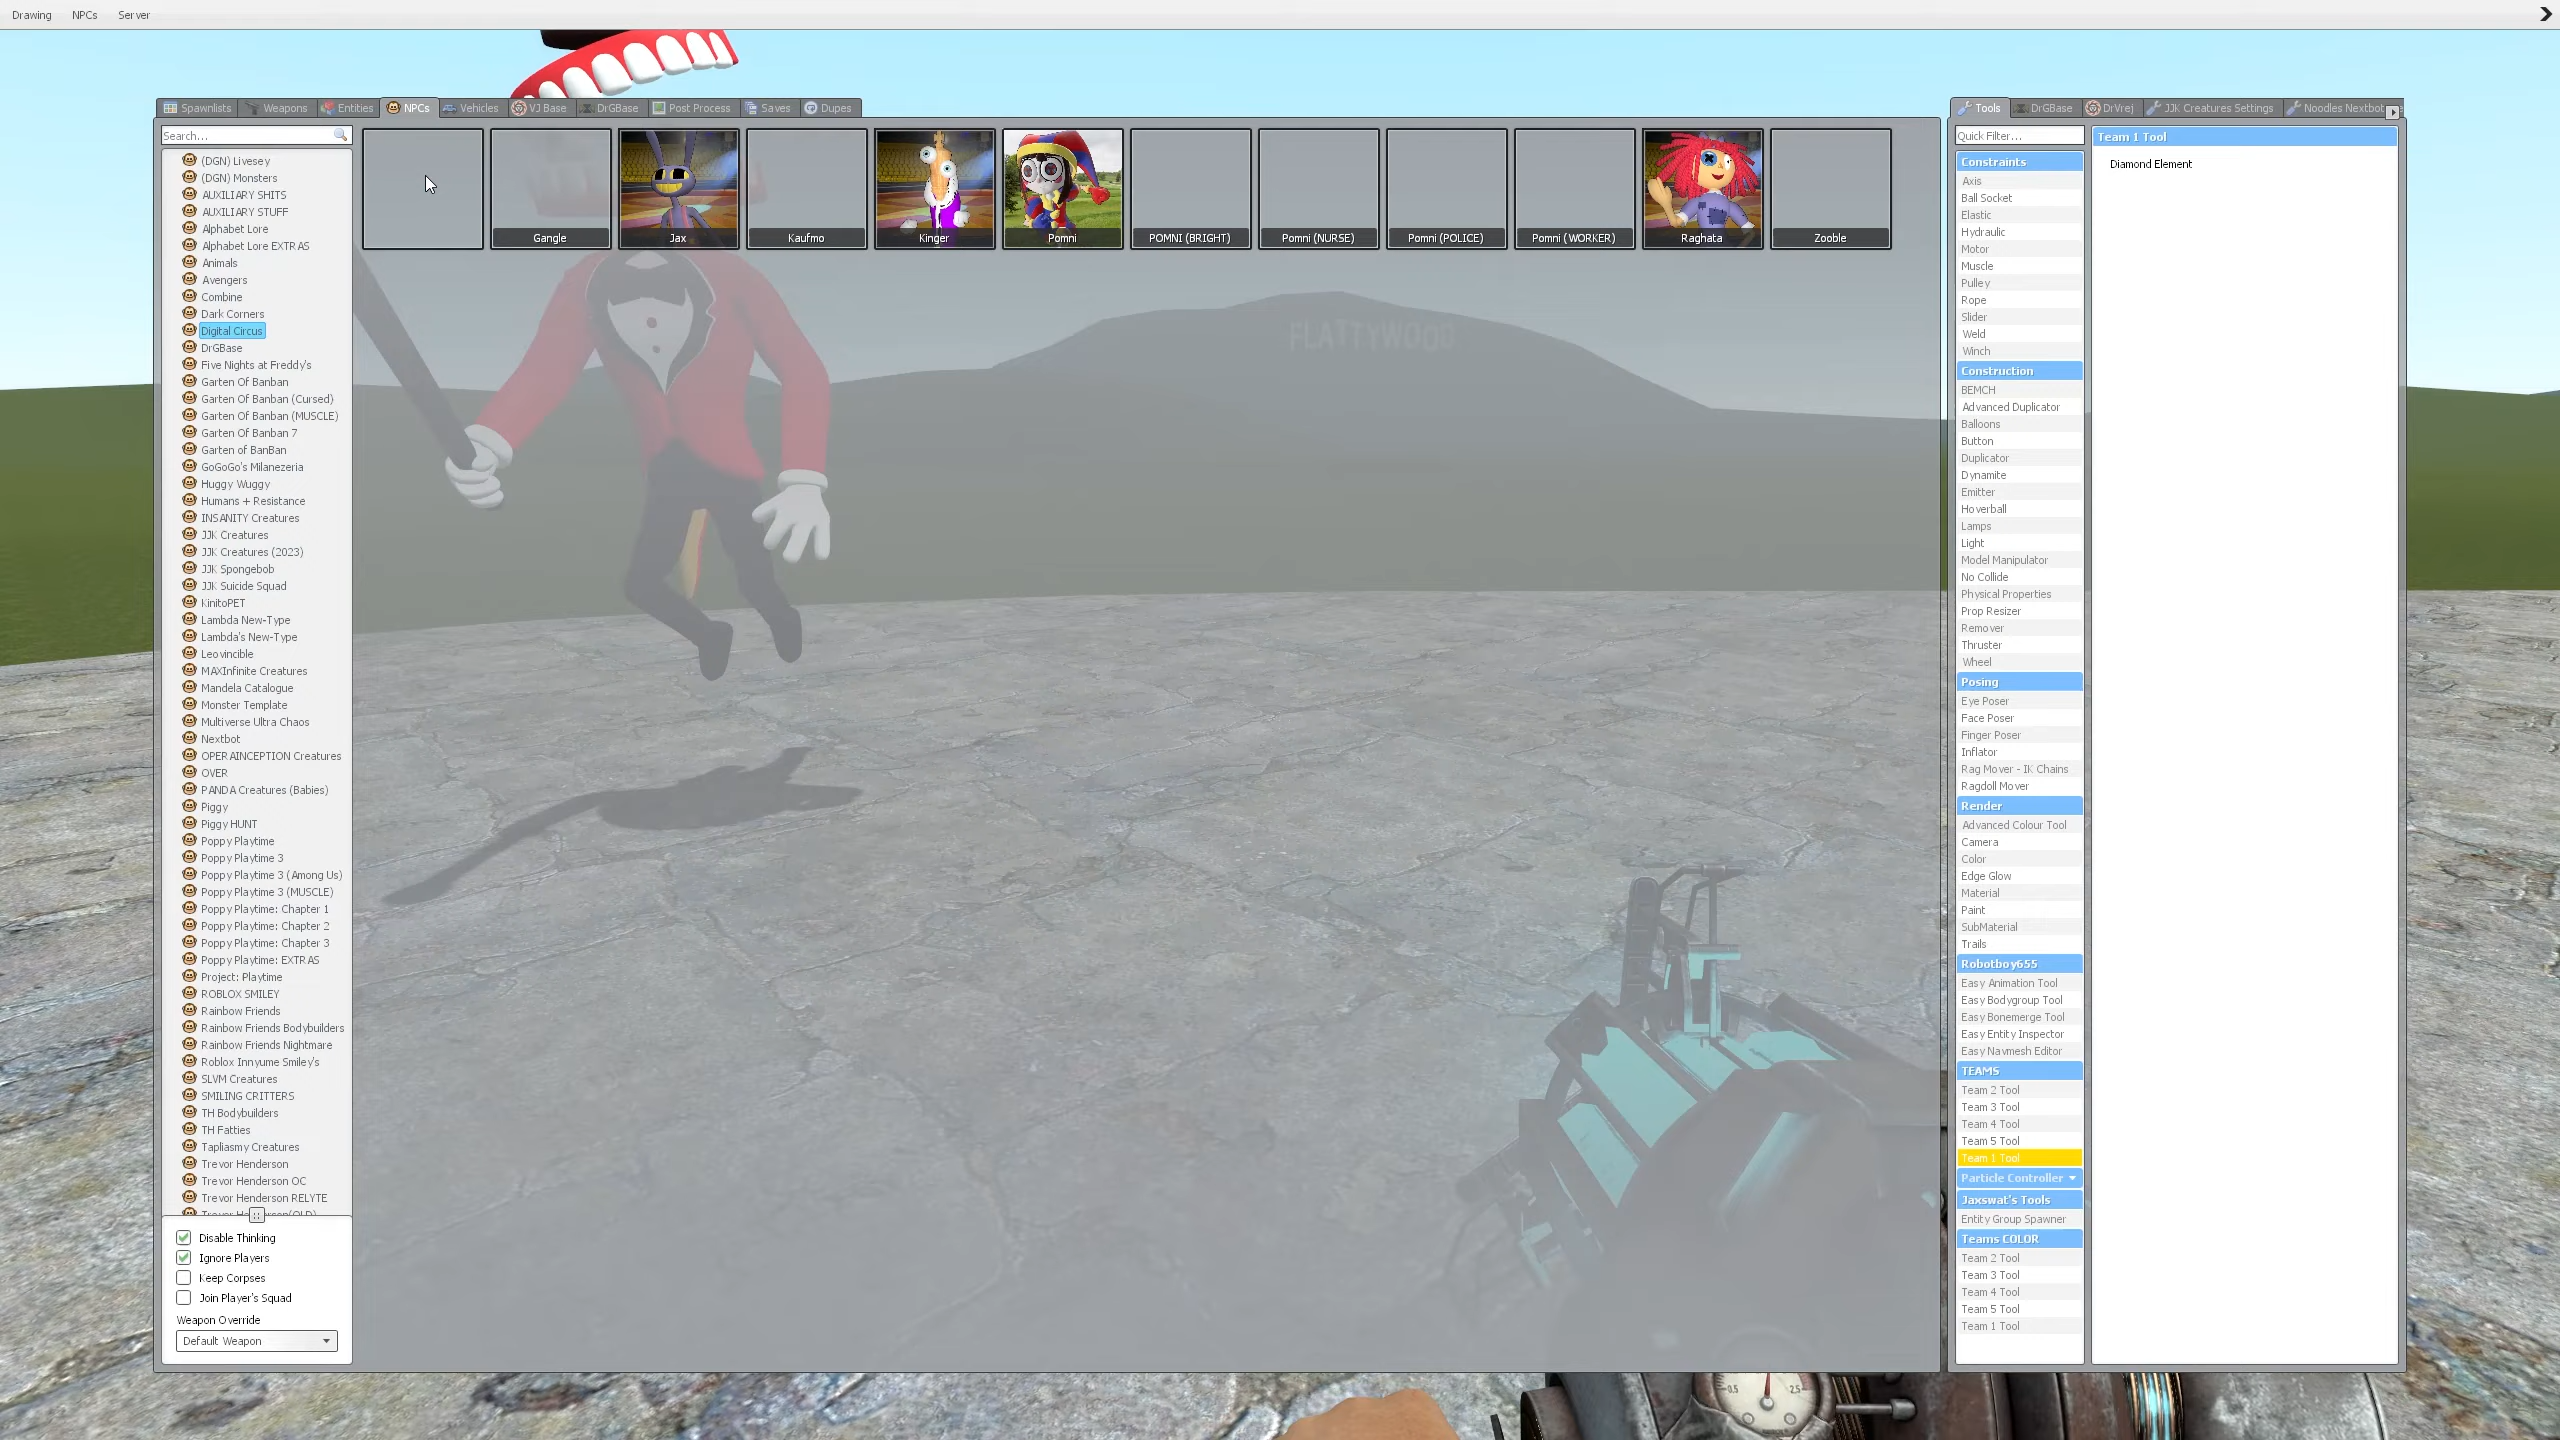 Drawing NPCs Server
Spawnlists Weapons Entities NPCs Vehicles VJ Base DrGBase Post Process Saves Dupes
Search...
(DGN) Livesey
(DGN) Monsters
AUXILIARY SHITS
AUXILIARY STUFF
Alphabet Lore
Alphabet Lore EXTRAS
Animals
Avengers
Combine
Dark Corners
Digital Circus
DrGBase
Five Nights at Freddy's
Garten Of Banban
Garten Of Banban (Cursed)
Garten Of Banban (MUSCLE)
Garten Of Banban 7
Garten of BanBan
GoGoGo's Milanezeria
Huggy Wuggy
Humans + Resistance
INSANITY Creatures
JJK Creatures
JJK Creatures (2023)
JJK Spongebob
JJK Suicide Squad
KinitoPET
Lambda New-Type
Lambda's New-Type
Leovincible
MAXInfinite Creatures
Mandela Catalogue
Monster Template
Multiverse Ultra Chaos
Nextbot
OPERAINCEPTION Creatures
OVER
PANDA Creatures (Babies)
Piggy
Piggy HUNT
Poppy Playtime
Poppy Playtime 3
Poppy Playtime 3 (Among Us)
Poppy Playtime 3 (MUSCLE)
Poppy Playtime: Chapter 1
Poppy Playtime: Chapter 2
Poppy Playtime: Chapter 3
Poppy Playtime: EXTRAS
Project: Playtime
ROBLOX SMILEY
Rainbow Friends
Rainbow Friends Bodybuilders
Rainbow Friends Nightmare
Roblox Innyume Smiley's
SLVM Creatures
SMILING CRITTERS
TH Bodybuilders
TH Fatties
Tapliasmy Creatures
Trevor Henderson
Trevor Henderson OC
Trevor Henderson RELYTE
Disable Thinking
Ignore Players
Keep Corpses
Join Player's Squad
Weapon Override
Default Weapon
Gangle Jax Kaufmo Kinger Pomni POMNI (BRIGHT) Pomni (NURSE) Pomni (POLICE) Pomni (WORKER) Raghata Zooble
FLATTYWOOD
Tools DrGBase DrVrej JJK Creatures Settings Noodles Nextbot
Quick Filter...
Constraints
Axis
Ball Socket
Elastic
Hydraulic
Motor
Muscle
Pulley
Rope
Slider
Weld
Winch
Construction
BEMCH
Advanced Duplicator
Balloons
Button
Duplicator
Dynamite
Emitter
Hoverball
Lamps
Light
Model Manipulator
No Collide
Physical Properties
Prop Resizer
Remover
Thruster
Wheel
Posing
Eye Poser
Face Poser
Finger Poser
Inflator
Rag Mover - IK Chains
Ragdoll Mover
Render
Advanced Colour Tool
Camera
Color
Edge Glow
Material
Paint
SubMaterial
Trails
Robotboy655
Easy Animation Tool
Easy Bodygroup Tool
Easy Bonemerge Tool
Easy Entity Inspector
Easy Navmesh Editor
TEAMS
Team 2 Tool
Team 3 Tool
Team 4 Tool
Team 5 Tool
Team 1 Tool
Particle Controller
Jaxswat's Tools
Entity Group Spawner
Teams COLOR
Team 2 Tool
Team 3 Tool
Team 4 Tool
Team 5 Tool
Team 1 Tool
Team 1 Tool
Diamond Element